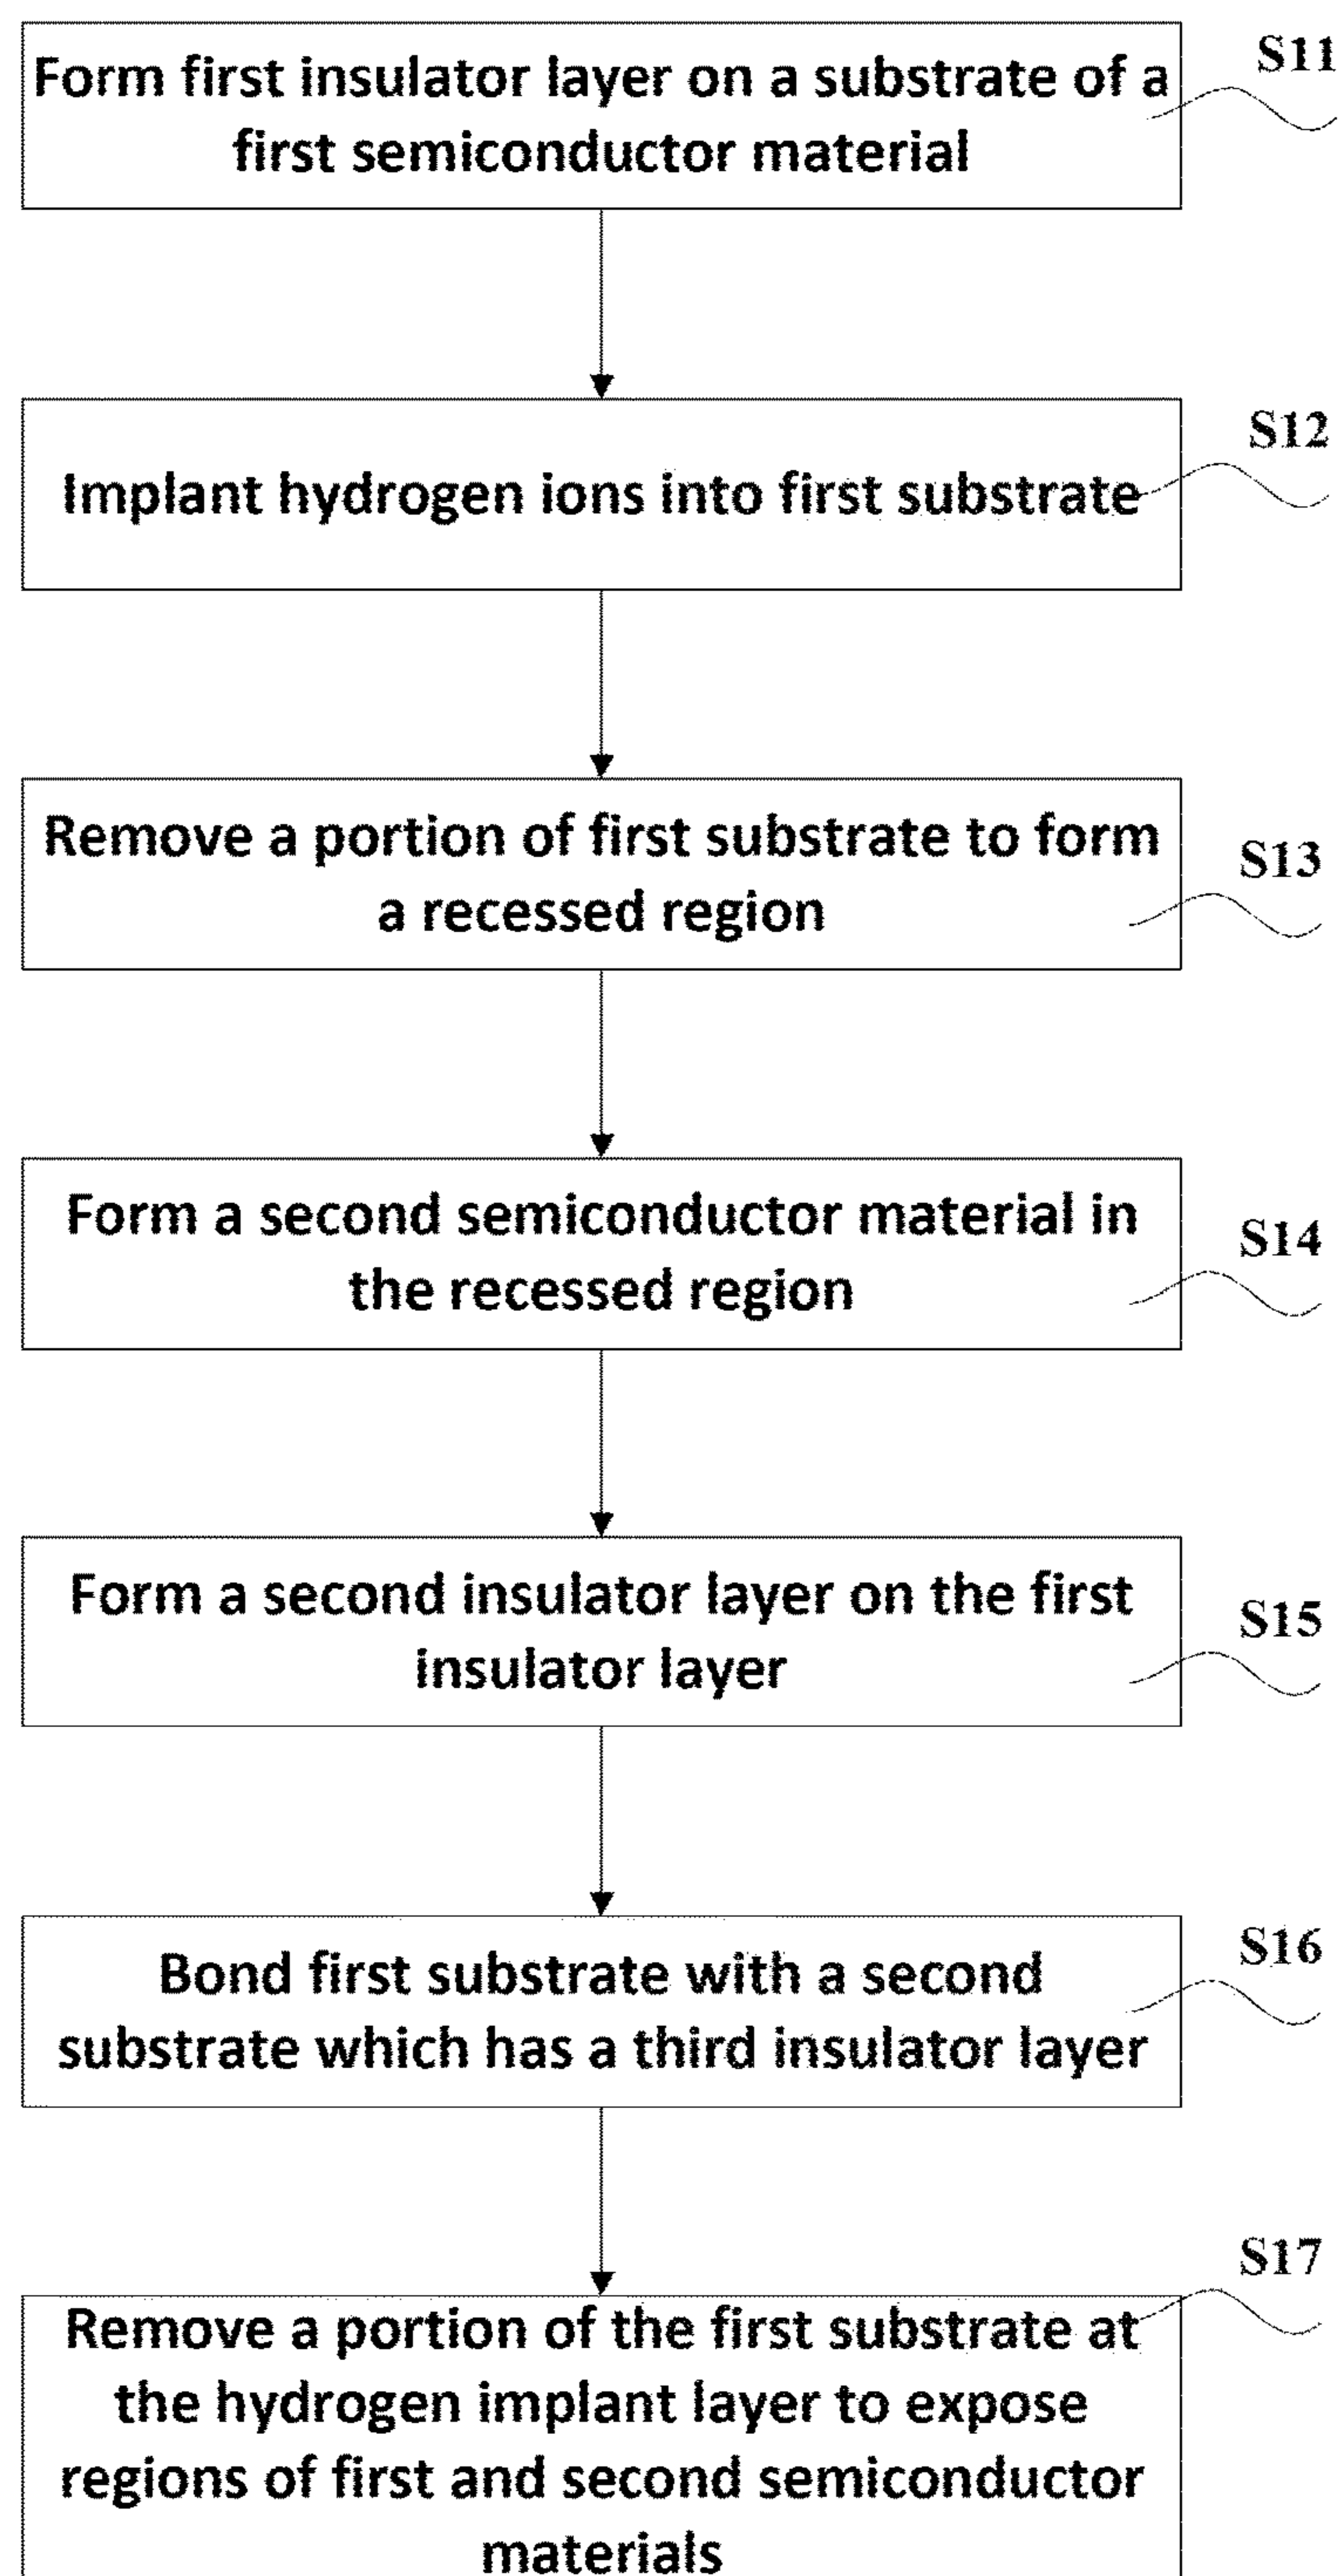 Form first insulator layer on a substrate of a
first semiconductor material
S11
Implant hydrogen ions into first substrate
S12
Remove a portion of first substrate to form
a recessed region
S13
Form a second semiconductor material in
the recessed region
S14
Form a second insulator layer on the first
insulator layer
S15
Bond first substrate with a second
substrate which has a third insulator layer
S16
Remove a portion of the first substrate at
the hydrogen implant layer to expose
regions of first and second semiconductor
materials
S17